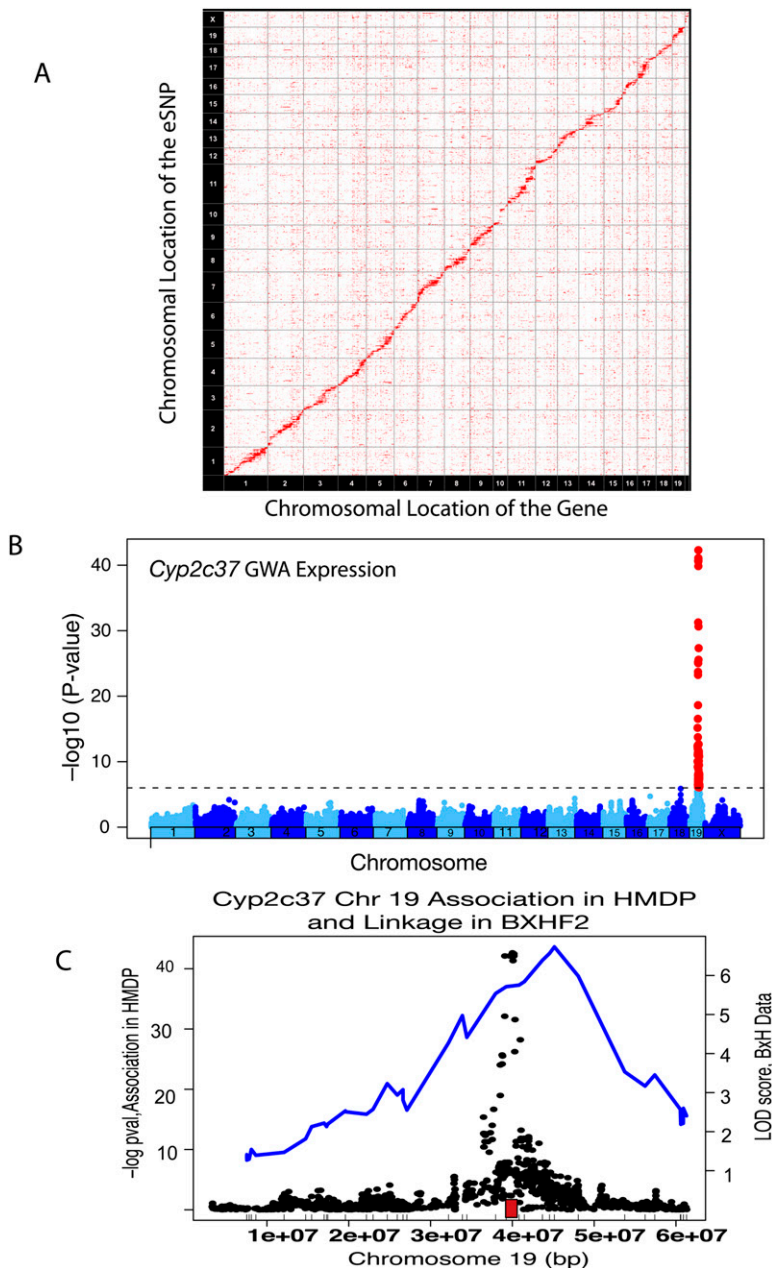 A
Chromosomal Location of the eSNP
X
19
18
17
16
15
14
13
12
11
10
9
8
7
6
5
4
3
2
1
1 2 3 4 5 6 7 8 9 10 11 12 13 14 15 16 17 18 19
Chromosomal Location of the Gene
B
Cyp2c37 GWA Expression
−log10 (P-value)
40
30
20
10
0
1 2 3 4 5 6 7 8 9 10 11 12 13 14 15 16 17 18 19 X
Chromosome
C
Cyp2c37 Chr 19 Association in HMDP
and Linkage in BXHF2
−log pval,Association in HMDP
40
30
20
10
6
5
4
3
2
1
LOD score, BxH Data
1e+07 2e+07 3e+07 4e+07 5e+07 6e+07
Chromosome 19 (bp)